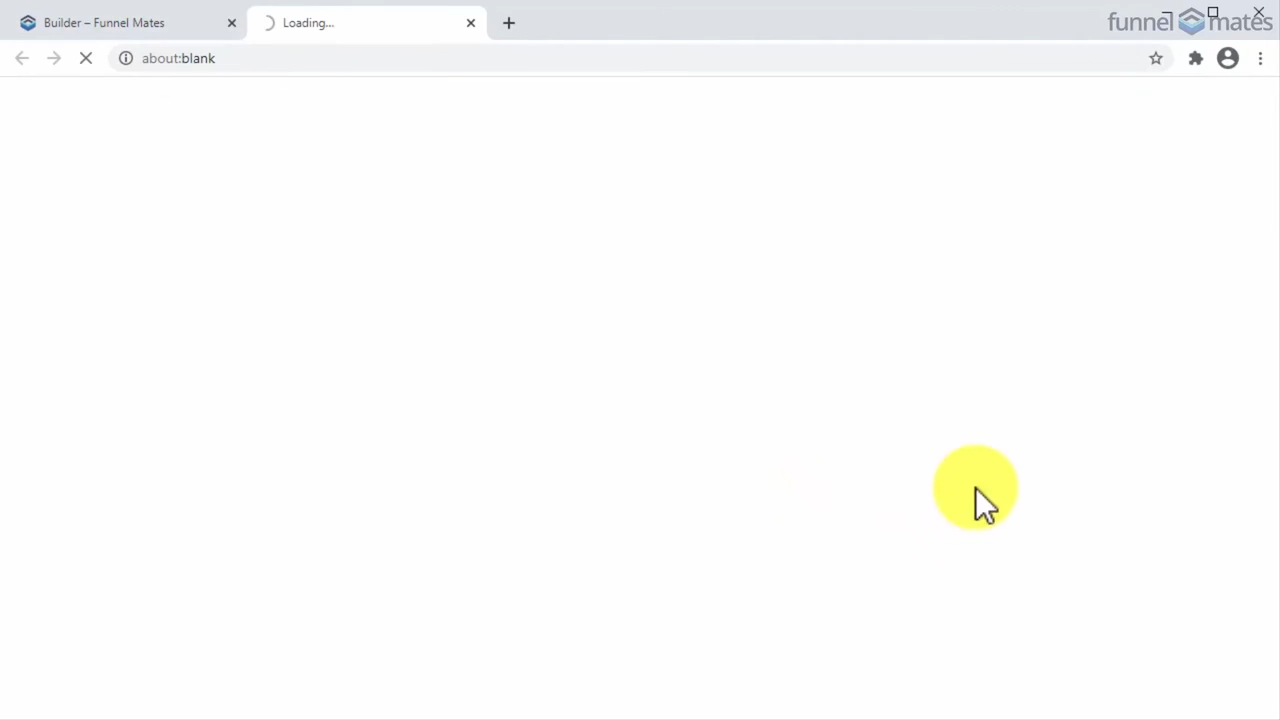 Builder – Funnel Mates
Loading...
funnel mates
about:blank